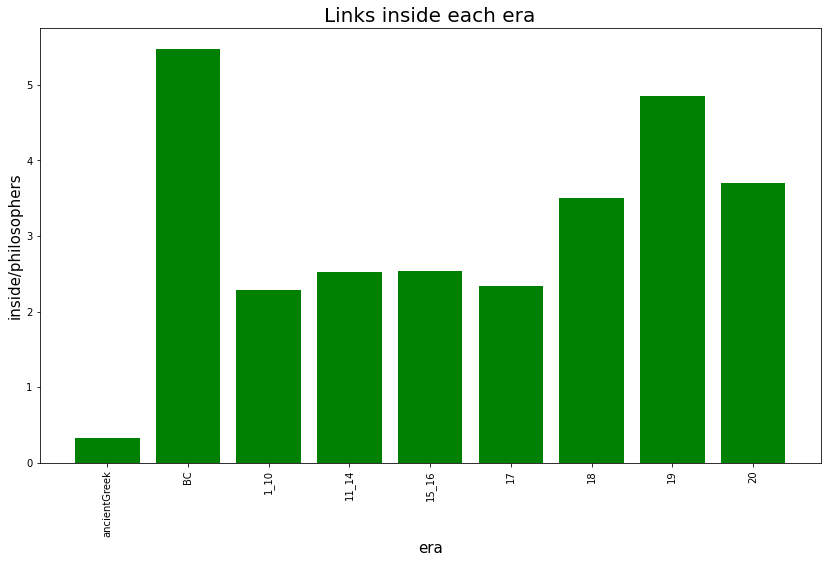 Links inside each era
inside/philosophers
5
4
3
2
1
0
ancientGreek
BC
1_10
11_14
15_16
17
18
19
20
era